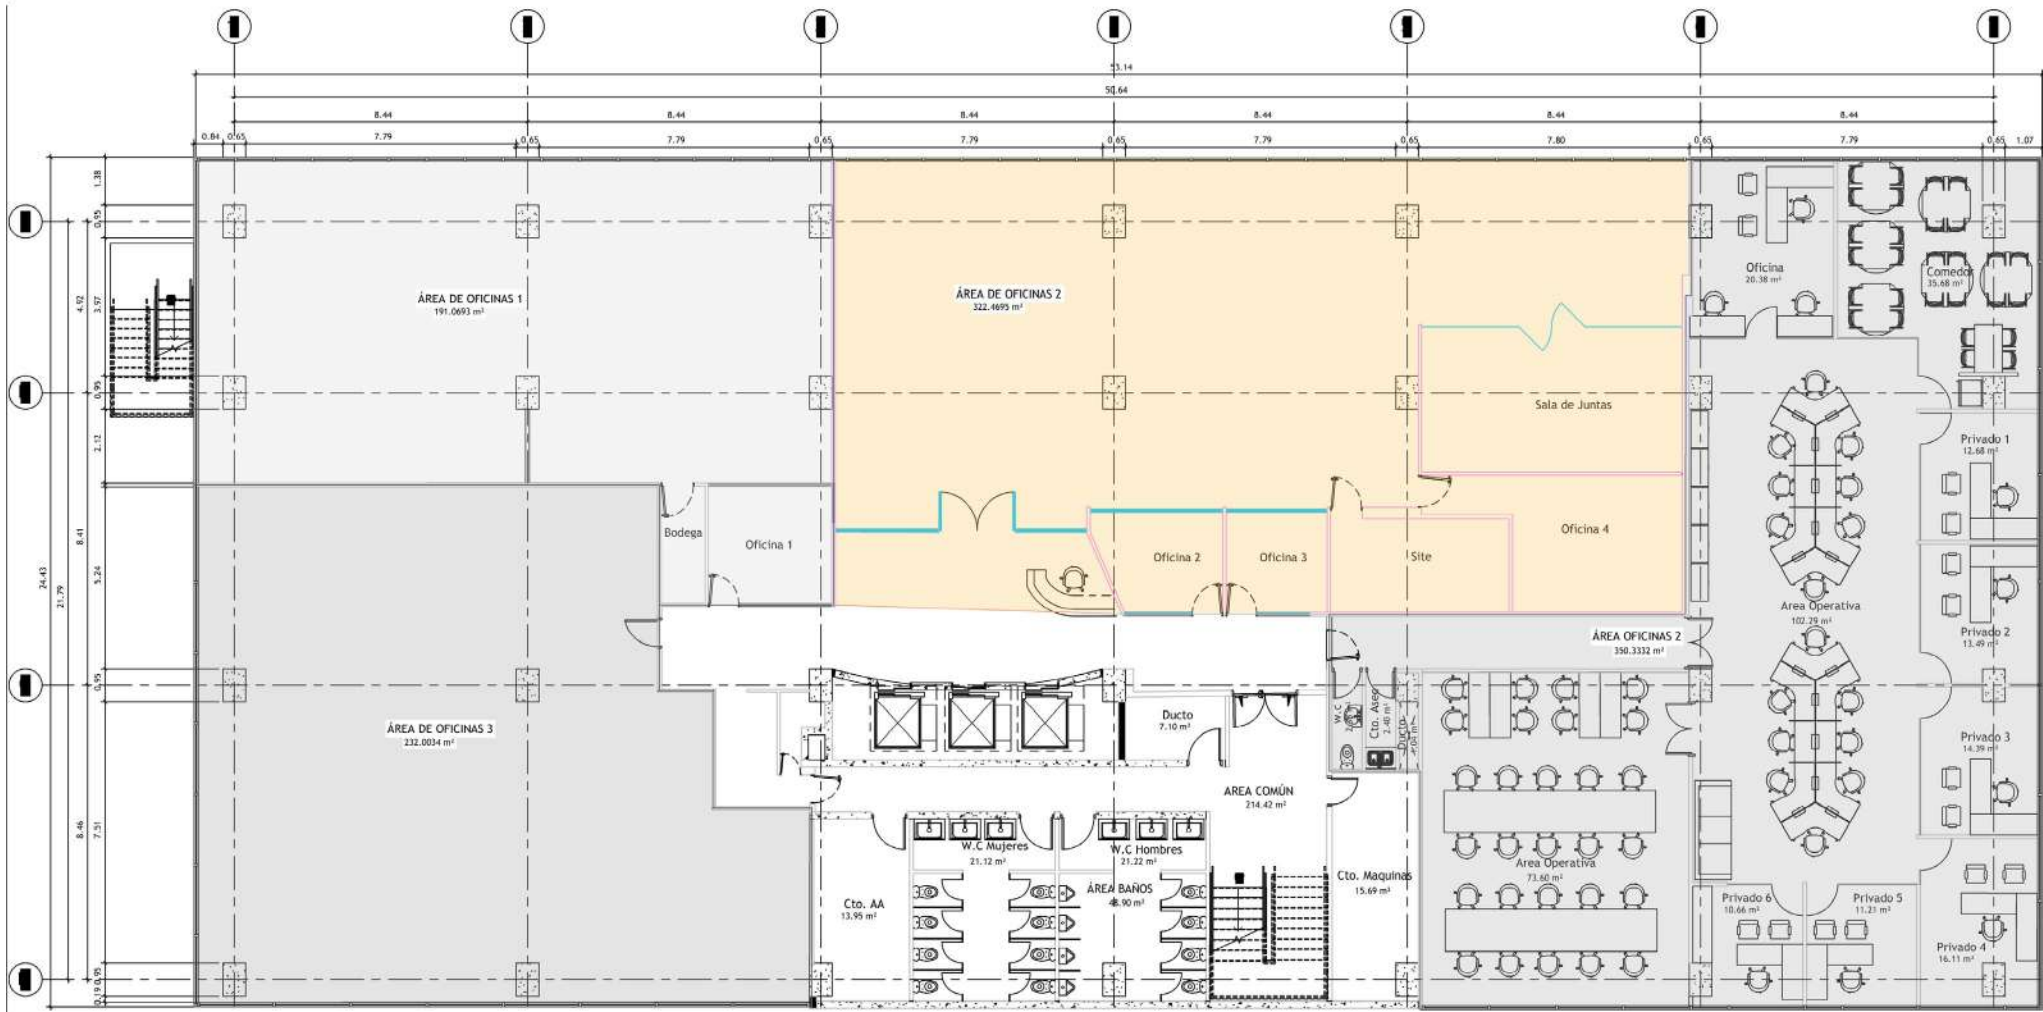 53.14
50.64
8.44
8.44
8.44
8.44
8.44
8.44
0.84
0.65
7.79
0.65
7.79
0.65
7.79
0.65
7.79
0.65
7.80
0.65
7.79
0.65
1.07
1.38
0.95
4.92
3.97
0.95
2.12
24.43
21.79
8.41
5.24
0.95
8.46
7.51
0.95
0.19
ÁREA DE OFICINAS 1
191.0693 m²
ÁREA DE OFICINAS 2
322.4695 m²
Oficina
20.38 m²
Comedor
35.68 m²
Sala de Juntas
Privado 1
12.68 m²
Bodega
Oficina 1
Oficina 2
Oficina 3
Site
Oficina 4
Area Operativa
102.29 m²
Privado 2
13.49 m²
ÁREA OFICINAS 2
350.3332 m²
ÁREA DE OFICINAS 3
232.0034 m²
Ducto
7.10 m²
W.C
Cto. Aseo
2.40 m²
Ducto
Privado 3
14.39 m²
AREA COMÚN
214.42 m²
W.C Mujeres
21.12 m²
W.C Hombres
21.22 m²
ÁREA BAÑOS
48.90 m²
Cto. AA
13.95 m²
Cto. Maquinas
15.69 m²
Area Operativa
73.60 m²
Privado 6
10.66 m²
Privado 5
11.21 m²
Privado 4
16.11 m²